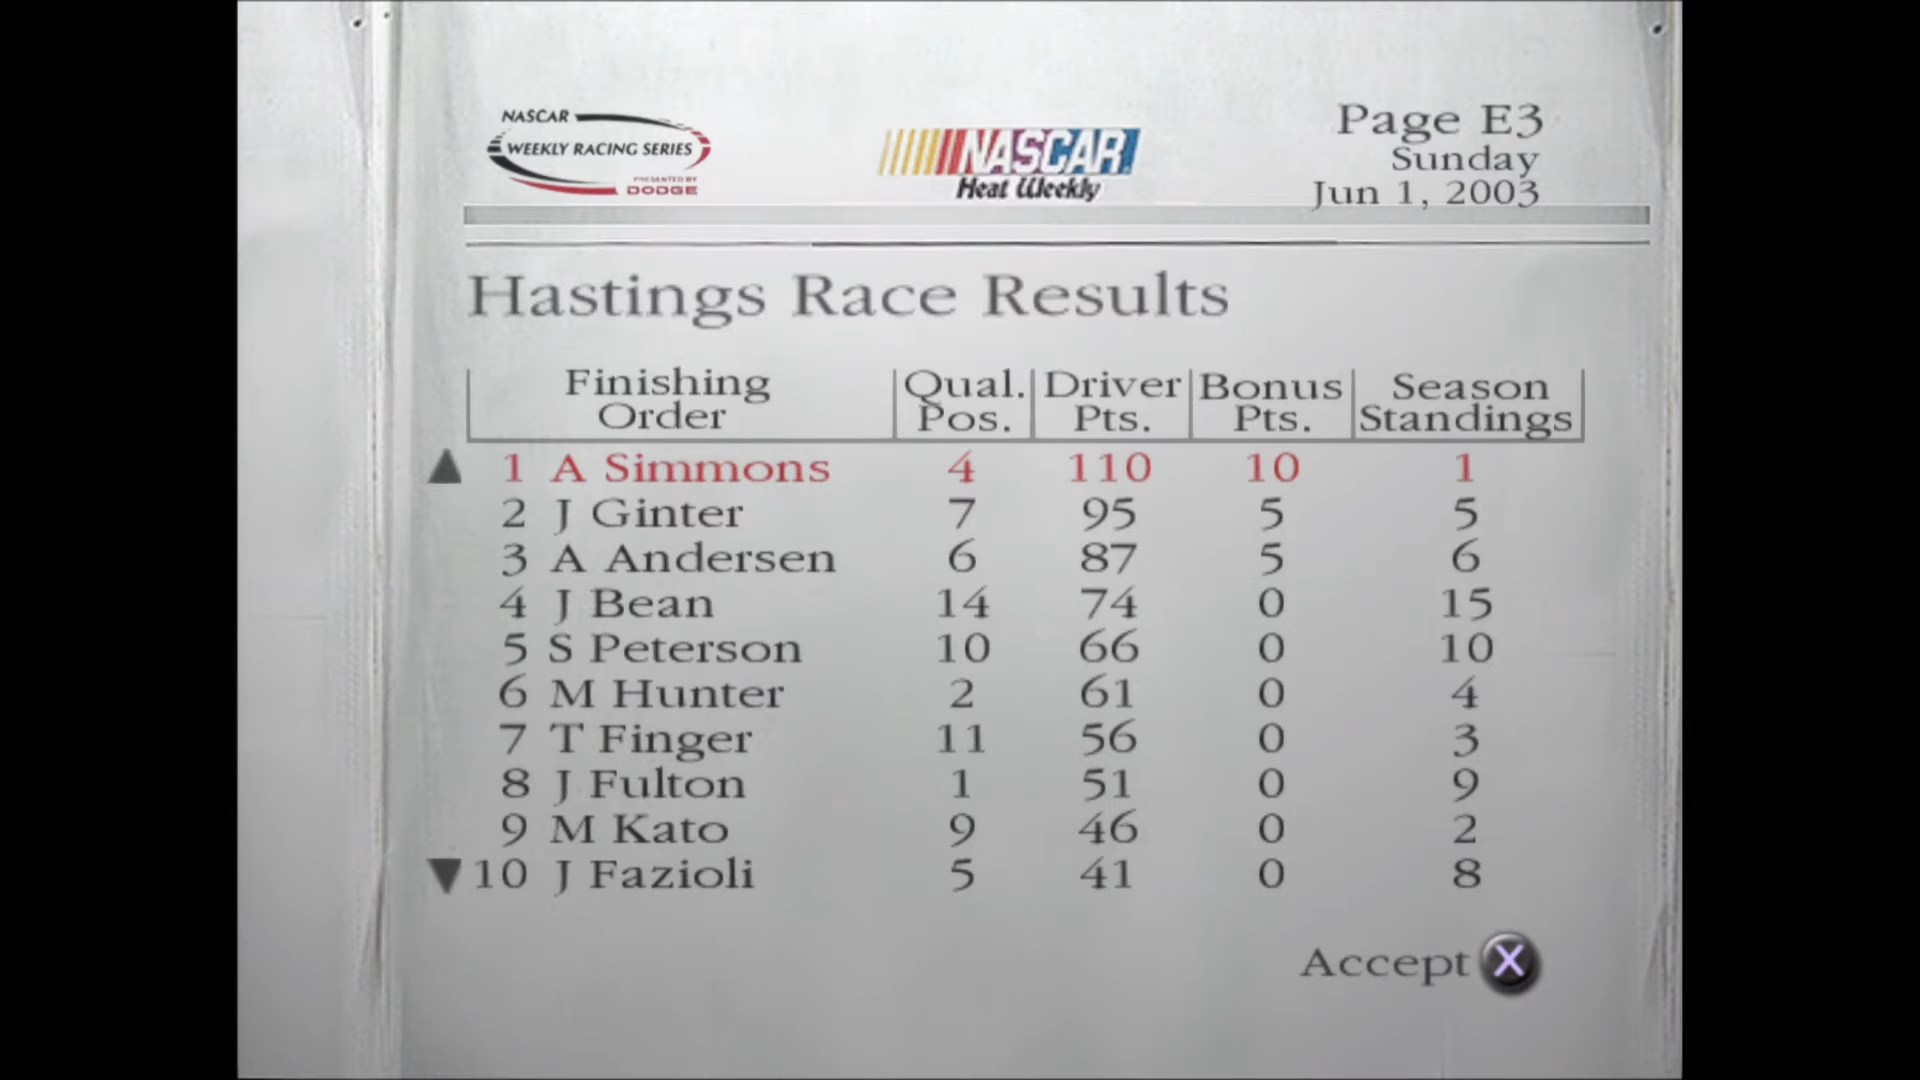 NASCAR
WEEKLY RACING SERIES
PRESENTED BY
DODGE
NASCAR
Heat Weekly
Page E3
Sunday
Jun 1, 2003
Hastings Race Results
Finishing Order Qual. Pos. Driver Pts. Bonus Pts. Season Standings
1 A Simmons 4 110 10 1
2 J Ginter 7 95 5 5
3 A Andersen 6 87 5 6
4 J Bean 14 74 0 15
5 S Peterson 10 66 0 10
6 M Hunter 2 61 0 4
7 T Finger 11 56 0 3
8 J Fulton 1 51 0 9
9 M Kato 9 46 0 2
10 J Fazioli 5 41 0 8
Accept X